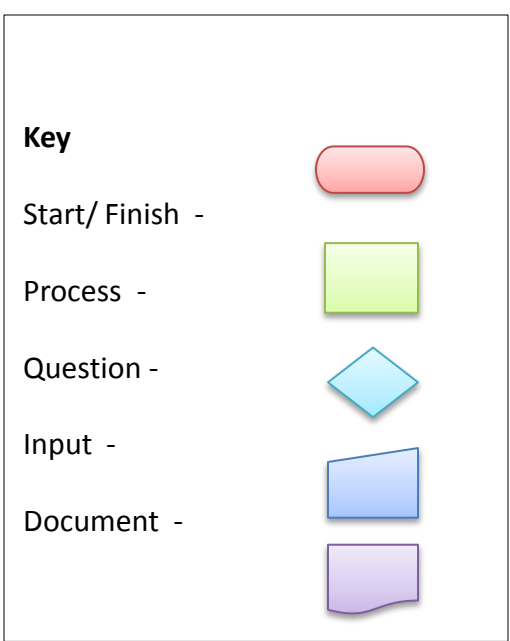 Key
Start/ Finish -
Process -
Question -
Input -
Document -